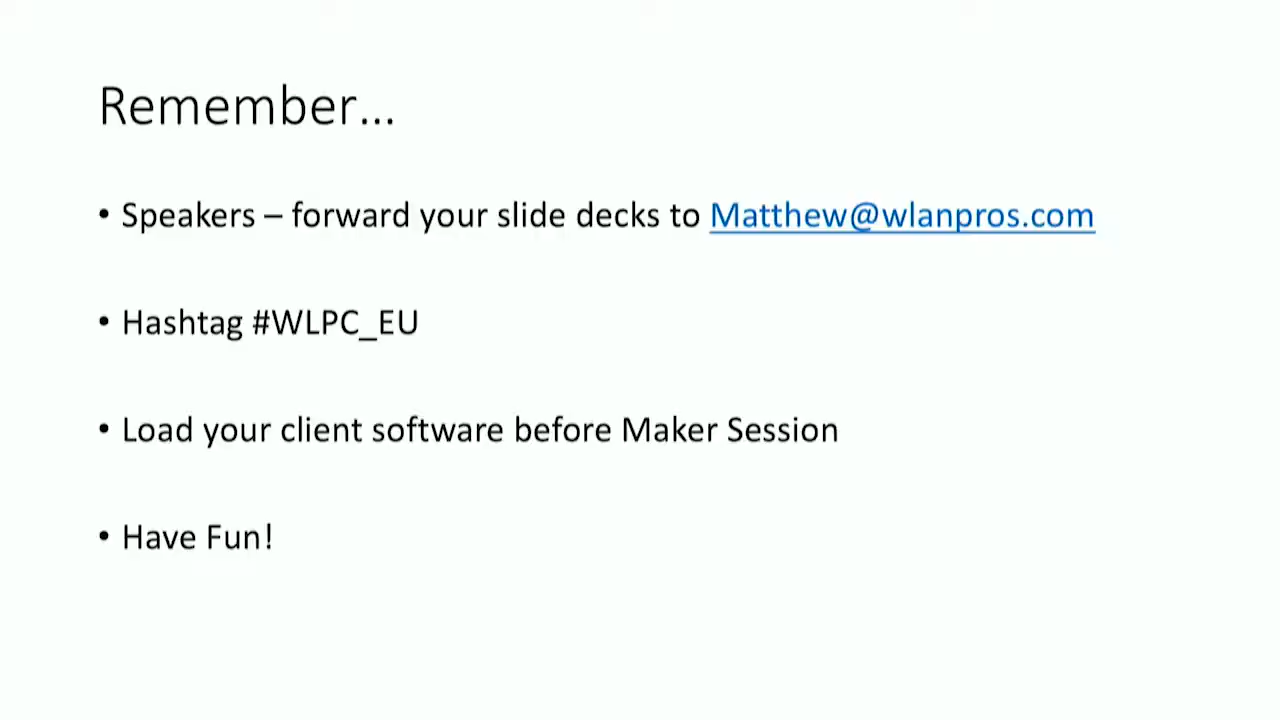 Remember...
• Speakers – forward your slide decks to Matthew@wlanpros.com
• Hashtag #WLPC_EU
• Load your client software before Maker Session
• Have Fun!